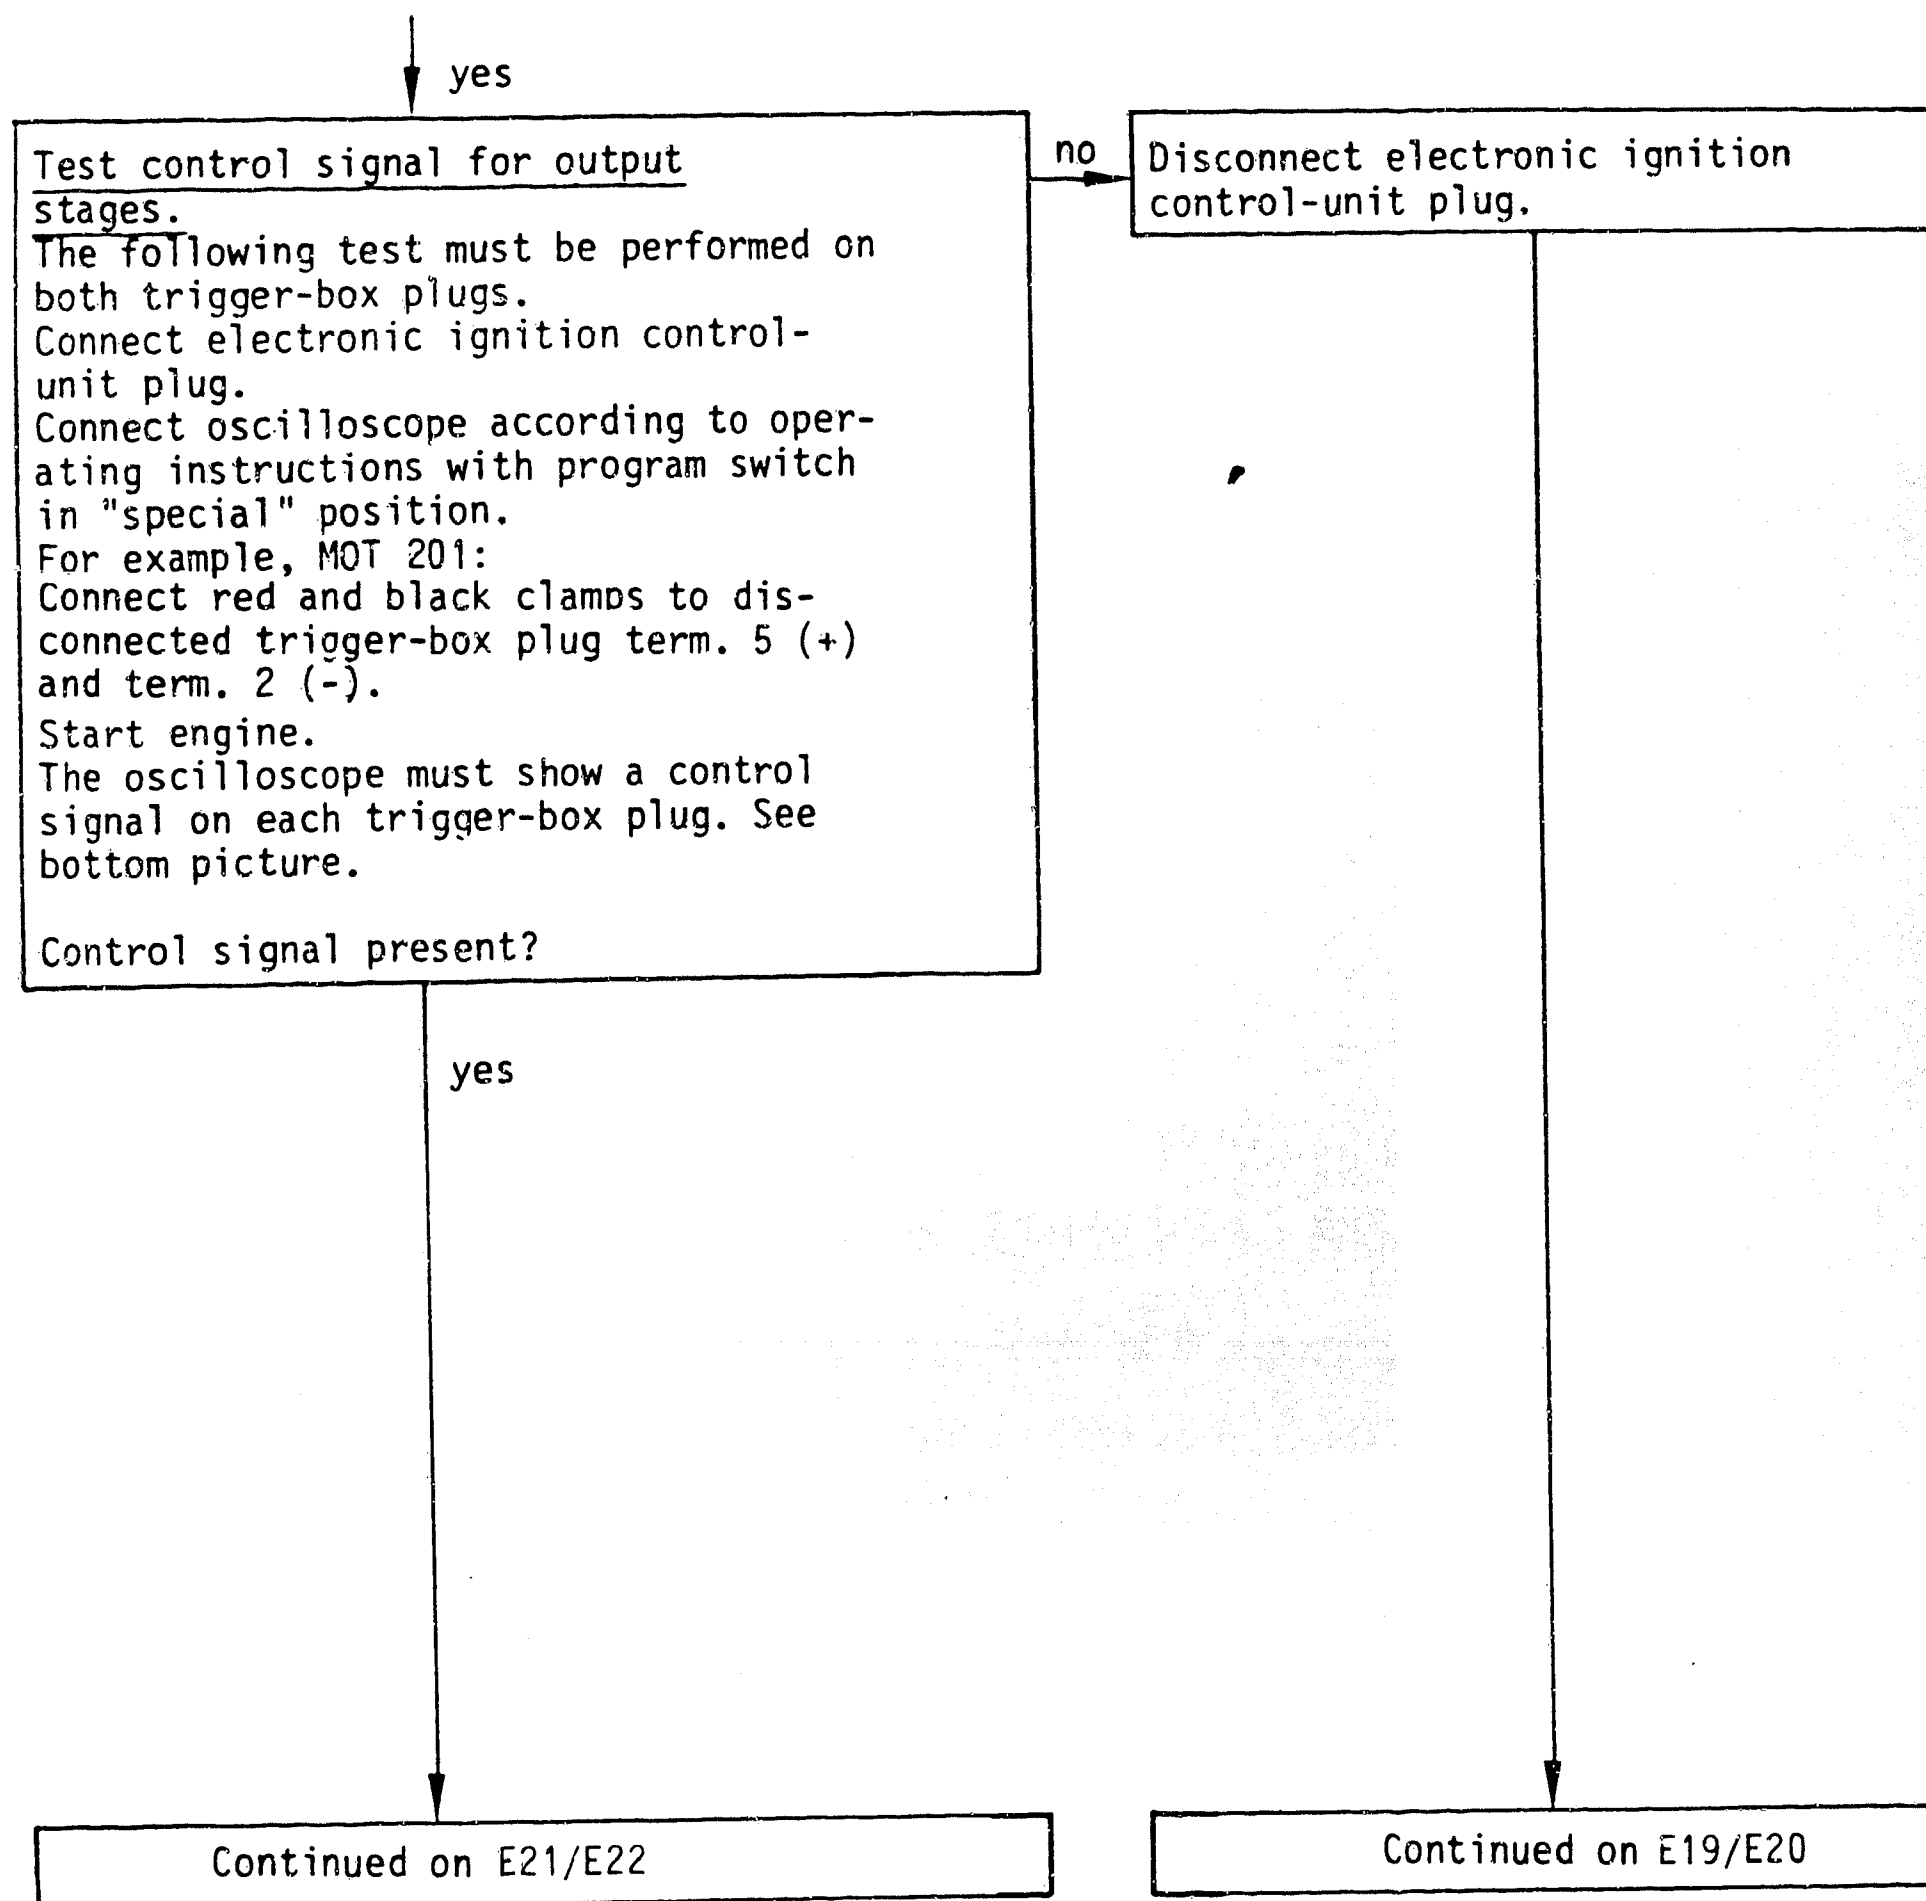 yes
Test control signal for output
stages.
The following test must be performed on
both trigger-box plugs.
Connect electronic ignition control-
unit plug.
Connect oscilloscope according to oper-
ating instructions with program switch
in "special" position.
For example, MOT 201:
Connect red and black clamps to dis-
connected trigger-box plug term. 5 (+)
and term. 2 (-).
Start engine.
The oscilloscope must show a control
signal on each trigger-box plug. See
bottom picture.
Control signal present?
no
Disconnect electronic ignition
control-unit plug.
yes
Continued on E21/E22
Continued on E19/E20